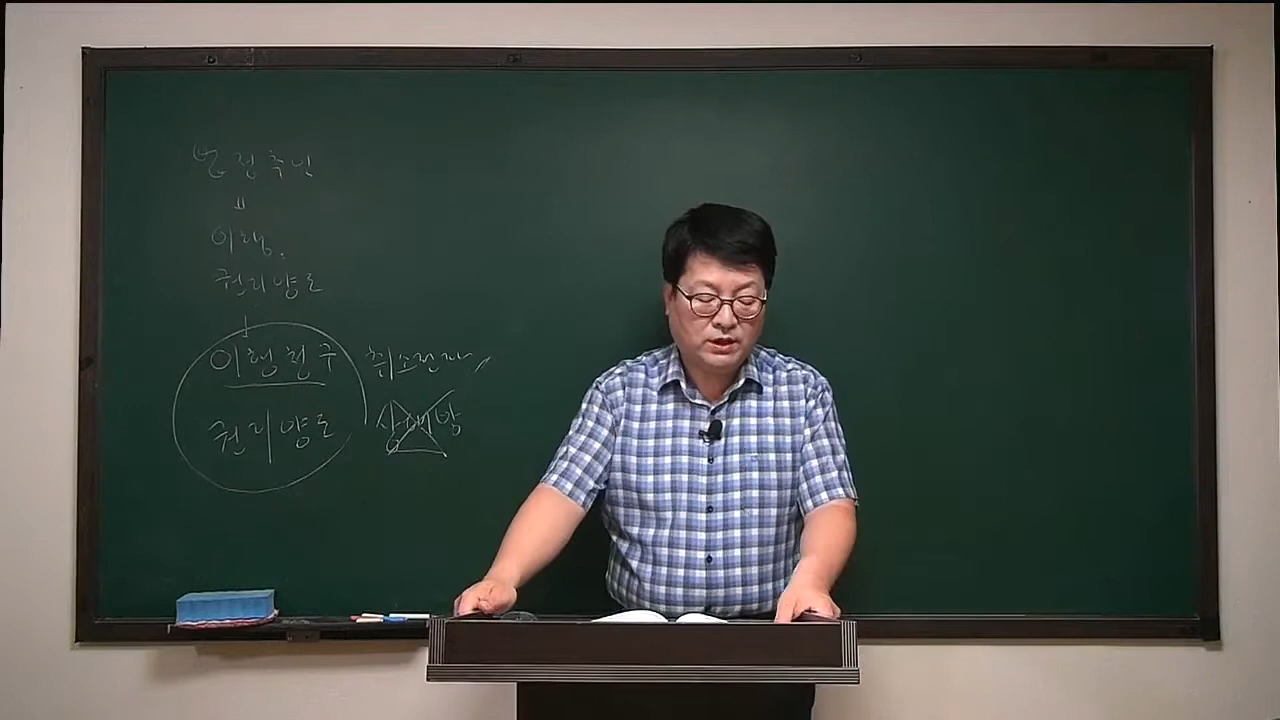 법정추인
"
이행.
권리양도
↓
이행청구 취소권자
권리양도 상대방